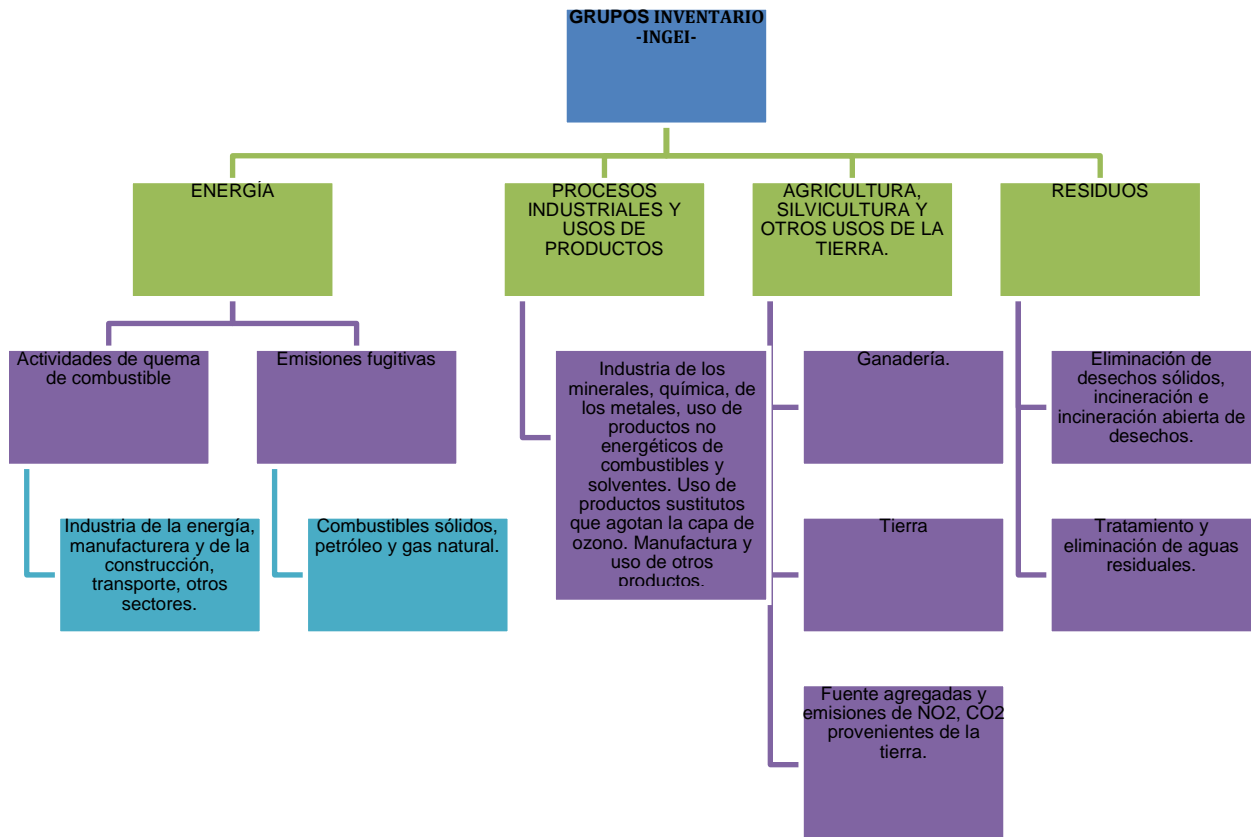 GRUPOS INVENTARIO
-INGEI-
ENERGÍA
PROCESOS
INDUSTRIALES Y
USOS DE
PRODUCTOS
AGRICULTURA,
SILVICULTURA Y
OTROS USOS DE LA
TIERRA.
RESIDUOS
Actividades de quema
de combustible
Emisiones fugitivas
Industria de los
minerales, química, de
los metales, uso de
productos no
energéticos de
combustibles y
solventes. Uso de
productos sustitutos
que agotan la capa de
ozono. Manufactura y
uso de otros
productos.
Ganadería.
Eliminación de
desechos sólidos,
incineración e
incineración abierta de
desechos.
Industria de la energía,
manufacturera y de la
construcción,
transporte, otros
sectores.
Combustibles sólidos,
petróleo y gas natural.
Tierra
Tratamiento y
eliminación de aguas
residuales.
Fuente agregadas y
emisiones de NO2, CO2
provenientes de la
tierra.